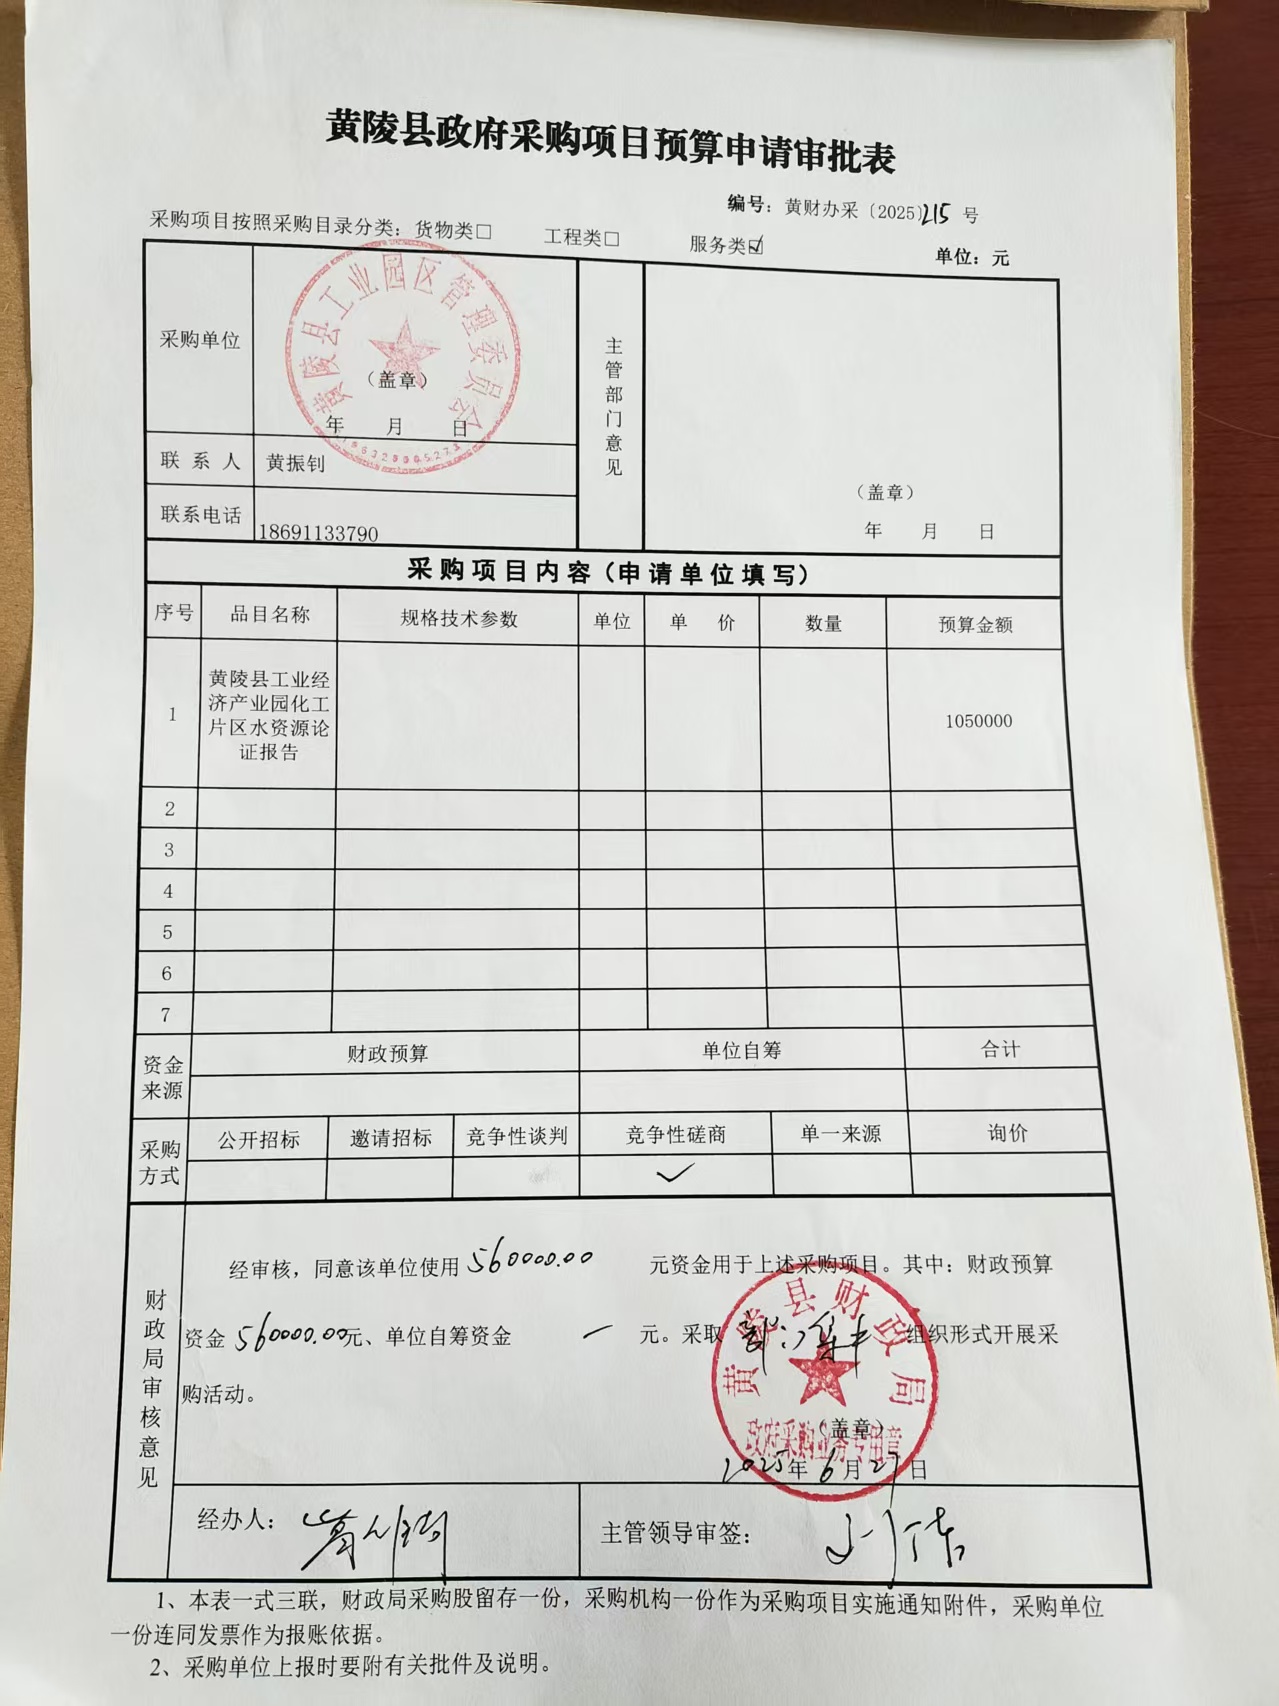 黄陵县政府采购项目预算申请审批表
编号：黄财办采〔2025〕215 号
采购项目按照采购目录分类：货物类□ 工程类□ 服务类☑
单位：元
采购单位
黄陵县工业园区管理委员会
（盖章）
年 月 日
主管部门意见
（盖章）
年 月 日
联 系 人 黄振钊
联系电话 18691133790
采购项目内容（申请单位填写）
序号 品目名称 规格技术参数 单位 单 价 数量 预算金额
1 黄陵县工业经济产业园化工片区水资源论证报告 1050000
2
3
4
5
6
7
资金来源 财政预算 单位自筹 合计
采购方式 公开招标 邀请招标 竞争性谈判 竞争性磋商 单一来源 询价
✓
财政局审核意见
经审核，同意该单位使用 560000.00 元资金用于上述采购项目。其中：财政预算
资金 560000.00元、单位自筹资金 一 元。采取 组织形式开展采
购活动。
黄陵县财政局
政府采购业务专用章
（盖章）
2025年 6月 27日
经办人：
主管领导审签：
1、本表一式三联，财政局采购股留存一份，采购机构一份作为采购项目实施通知附件，采购单位
一份连同发票作为报账依据。
2、采购单位上报时要附有关批件及说明。